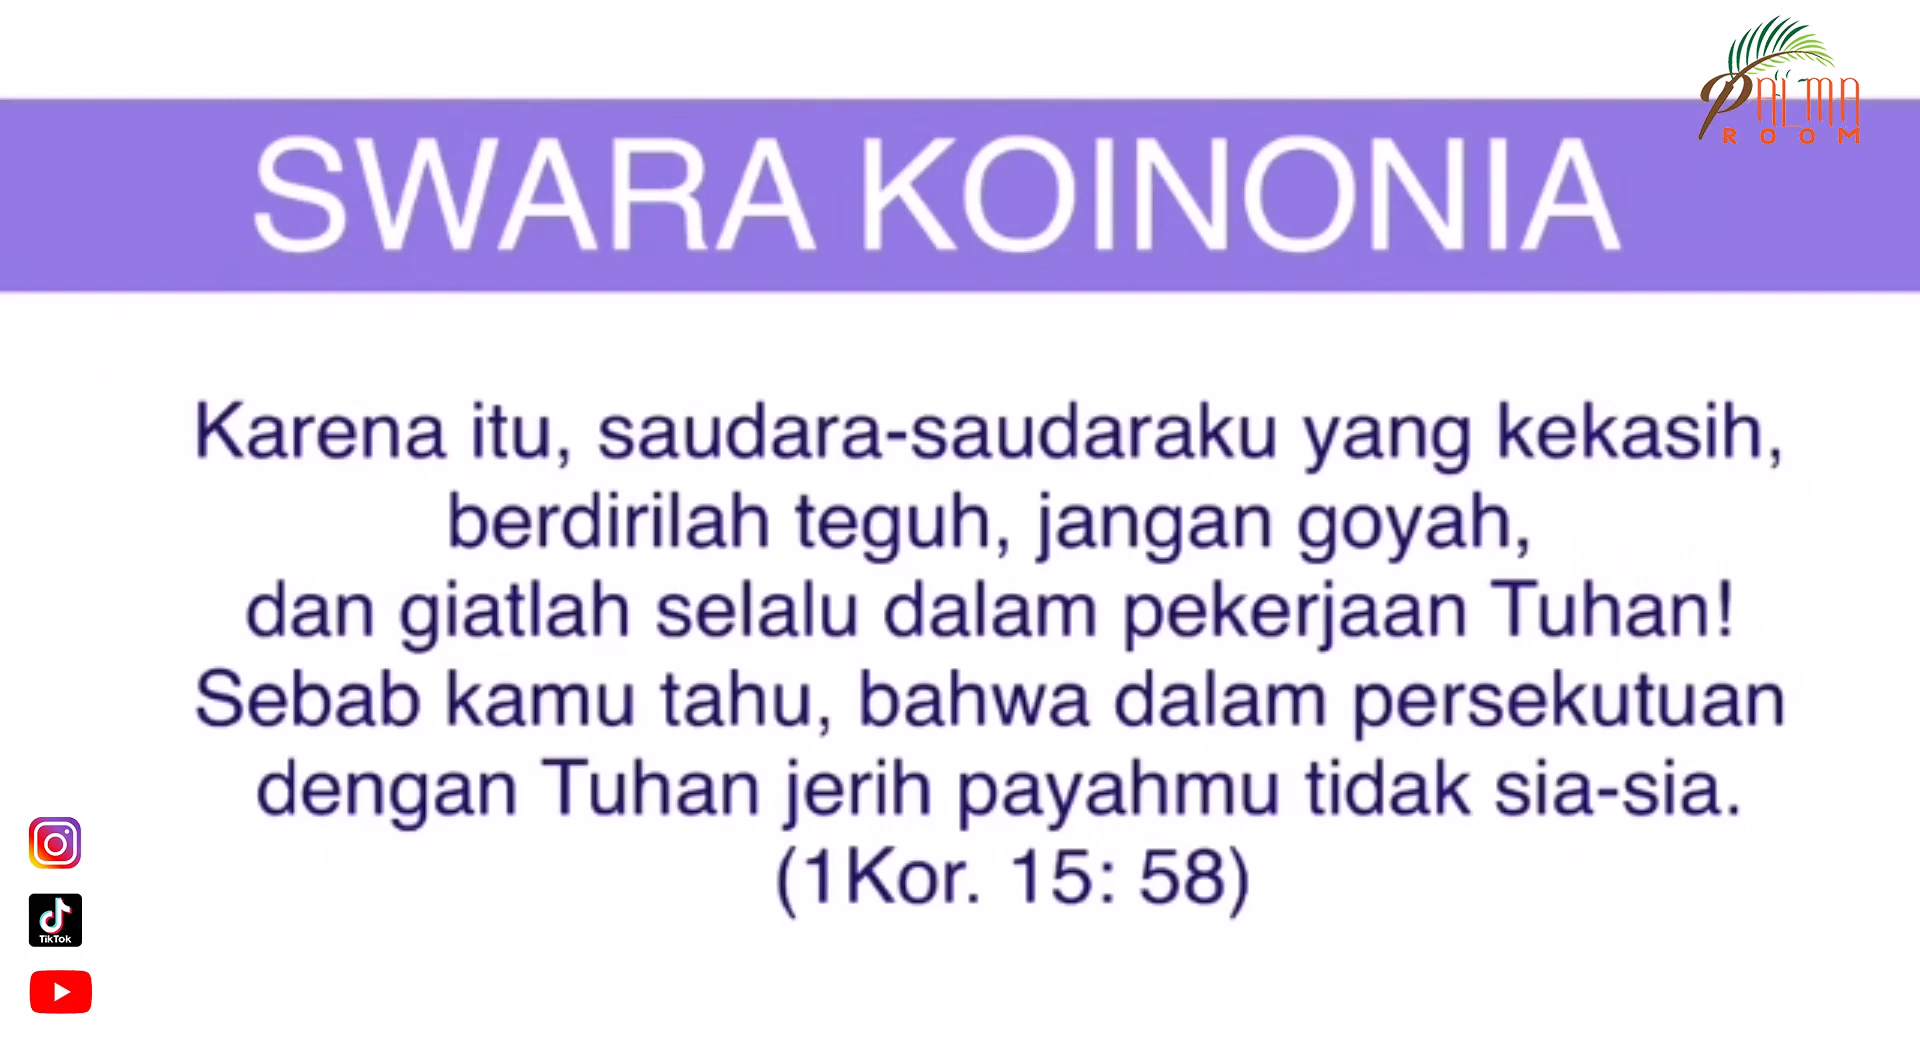 PALMA
ROOM
SWARA KOINONIA
Karena itu, saudara-saudaraku yang kekasih,
berdirilah teguh, jangan goyah,
dan giatlah selalu dalam pekerjaan Tuhan!
Sebab kamu tahu, bahwa dalam persekutuan
dengan Tuhan jerih payahmu tidak sia-sia.
(1Kor. 15: 58)
TikTok